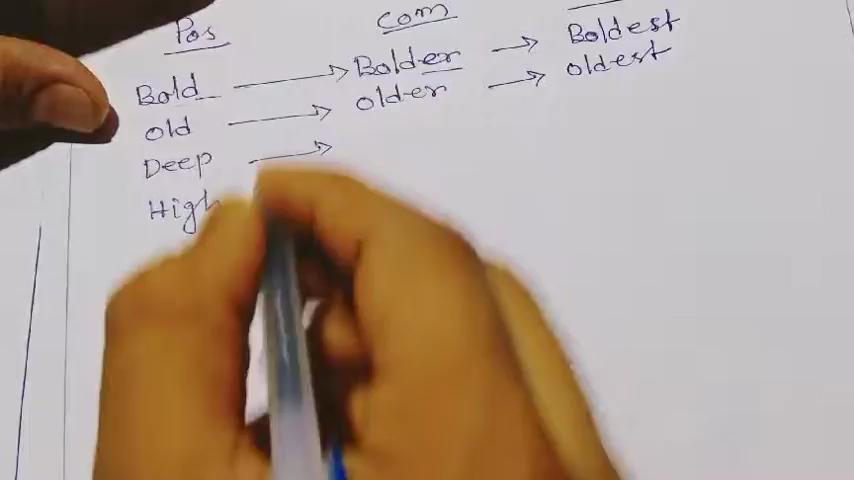 Pos com
Bold → Bolder → Boldest
old → older → oldest
Deep →
High